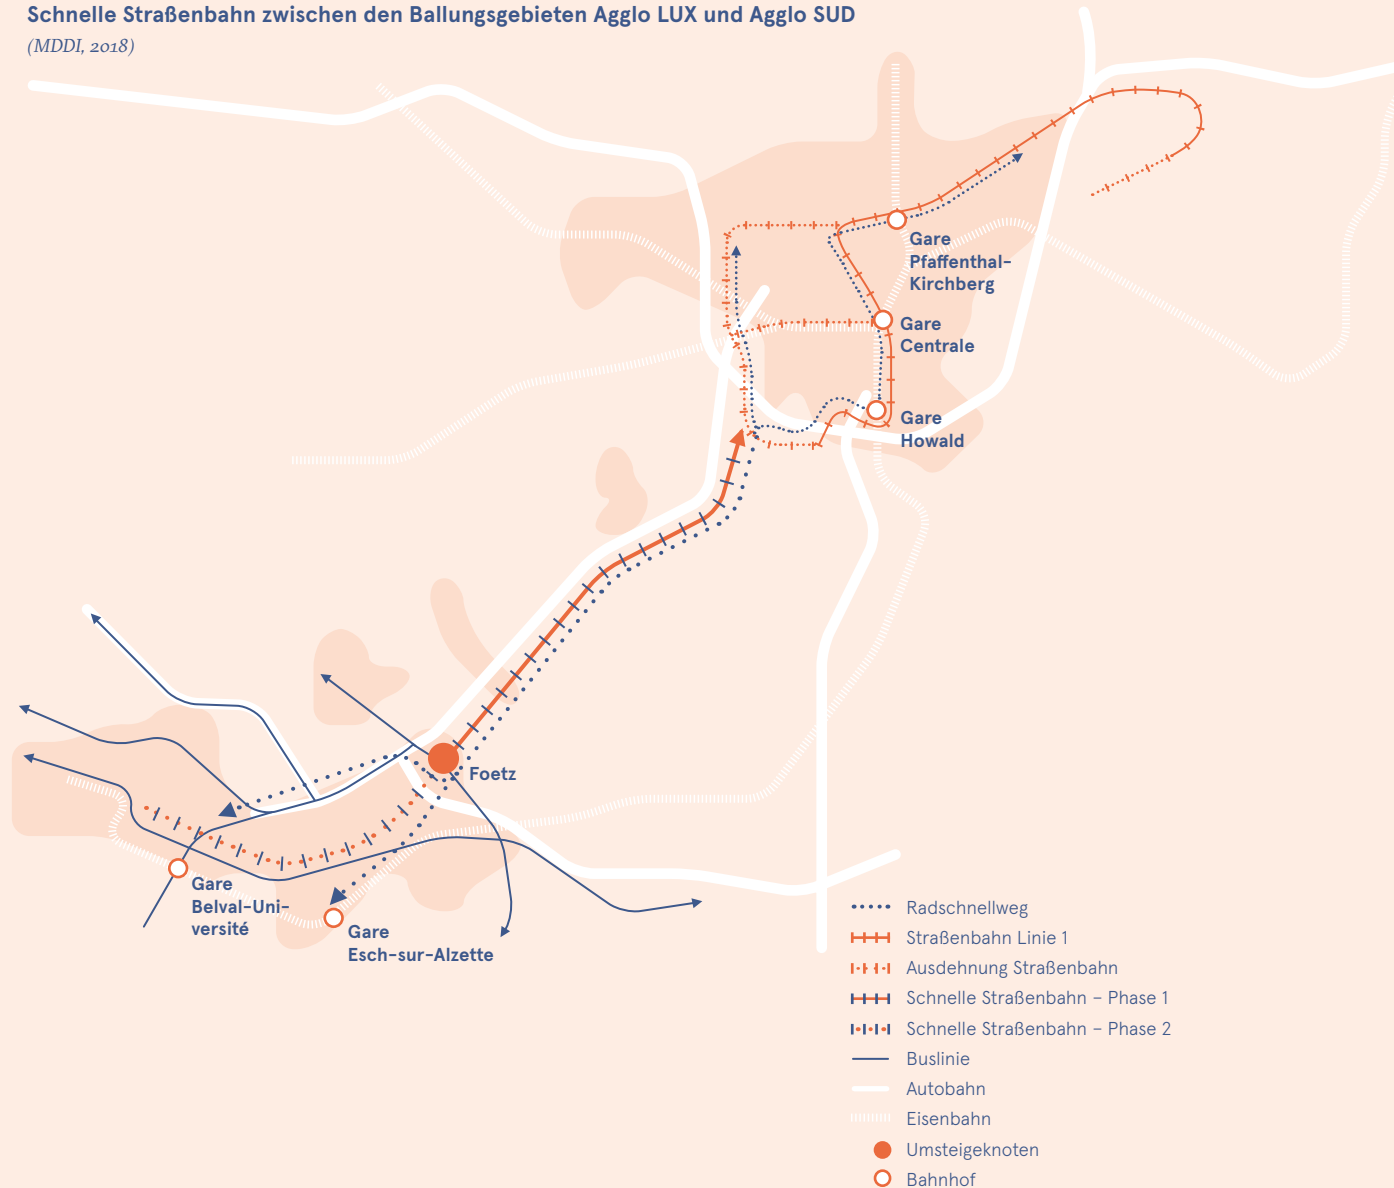 Schnelle Straßenbahn zwischen den Ballungsgebieten Agglo LUX und Agglo SUD
(MDDI, 2018)
Gare
Pfaffenthal-
Kirchberg
Gare
Centrale
Gare
Howald
Foetz
Gare
Belval-Uni-
versité
Gare
Esch-sur-Alzette
Radschnellweg
Straßenbahn Linie 1
Ausdehnung Straßenbahn
Schnelle Straßenbahn – Phase 1
Schnelle Straßenbahn – Phase 2
Buslinie
Autobahn
Eisenbahn
Umsteigeknoten
Bahnhof